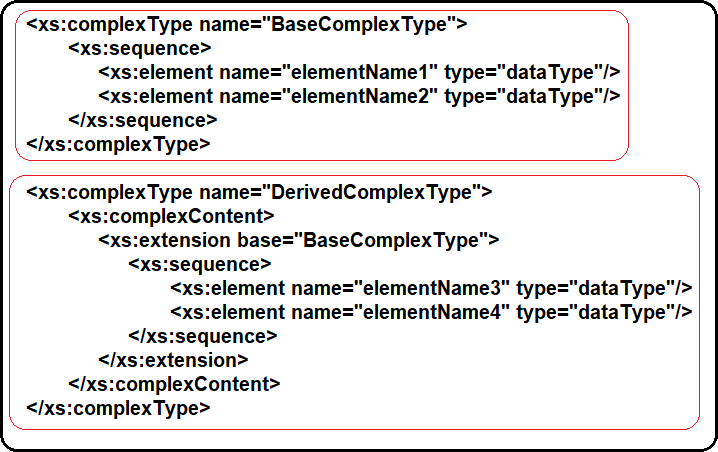 <xs:complexType name="BaseComplexType">
<xs:sequence>
<xs:element name="elementName1" type="dataType"/>
<xs:element name="elementName2" type="dataType"/>
</xs:sequence>
</xs:complexType>
<xs:complexType name="DerivedComplexType">
<xs:complexContent>
<xs:extension base="BaseComplexType">
<xs:sequence>
<xs:element name="elementName3" type="dataType"/>
<xs:element name="elementName4" type="dataType"/>
</xs:sequence>
</xs:extension>
</xs:complexContent>
</xs:complexType>